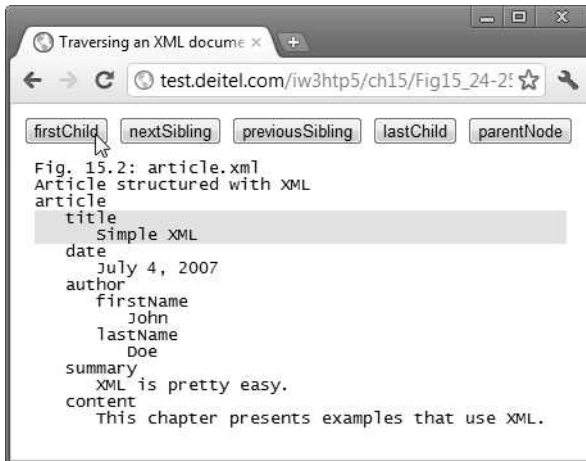 Traversing an XML docume
test.deitel.com/iw3htp5/ch15/Fig15_24-25
firstChild nextSibling previousSibling lastChild parentNode
Fig. 15.2: article.xml
Article structured with XML
article
title
Simple XML
date
July 4, 2007
author
firstName
John
lastName
Doe
summary
XML is pretty easy.
content
This chapter presents examples that use XML.